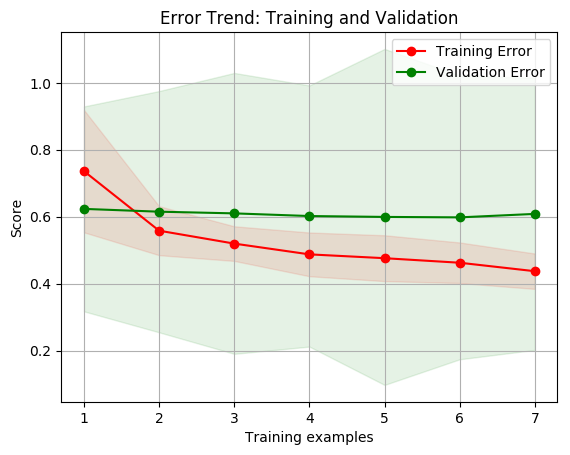 Error Trend: Training and Validation
Training Error
Validation Error
1.0
0.8
0.6
0.4
0.2
Score
1 2 3 4 5 6 7
Training examples